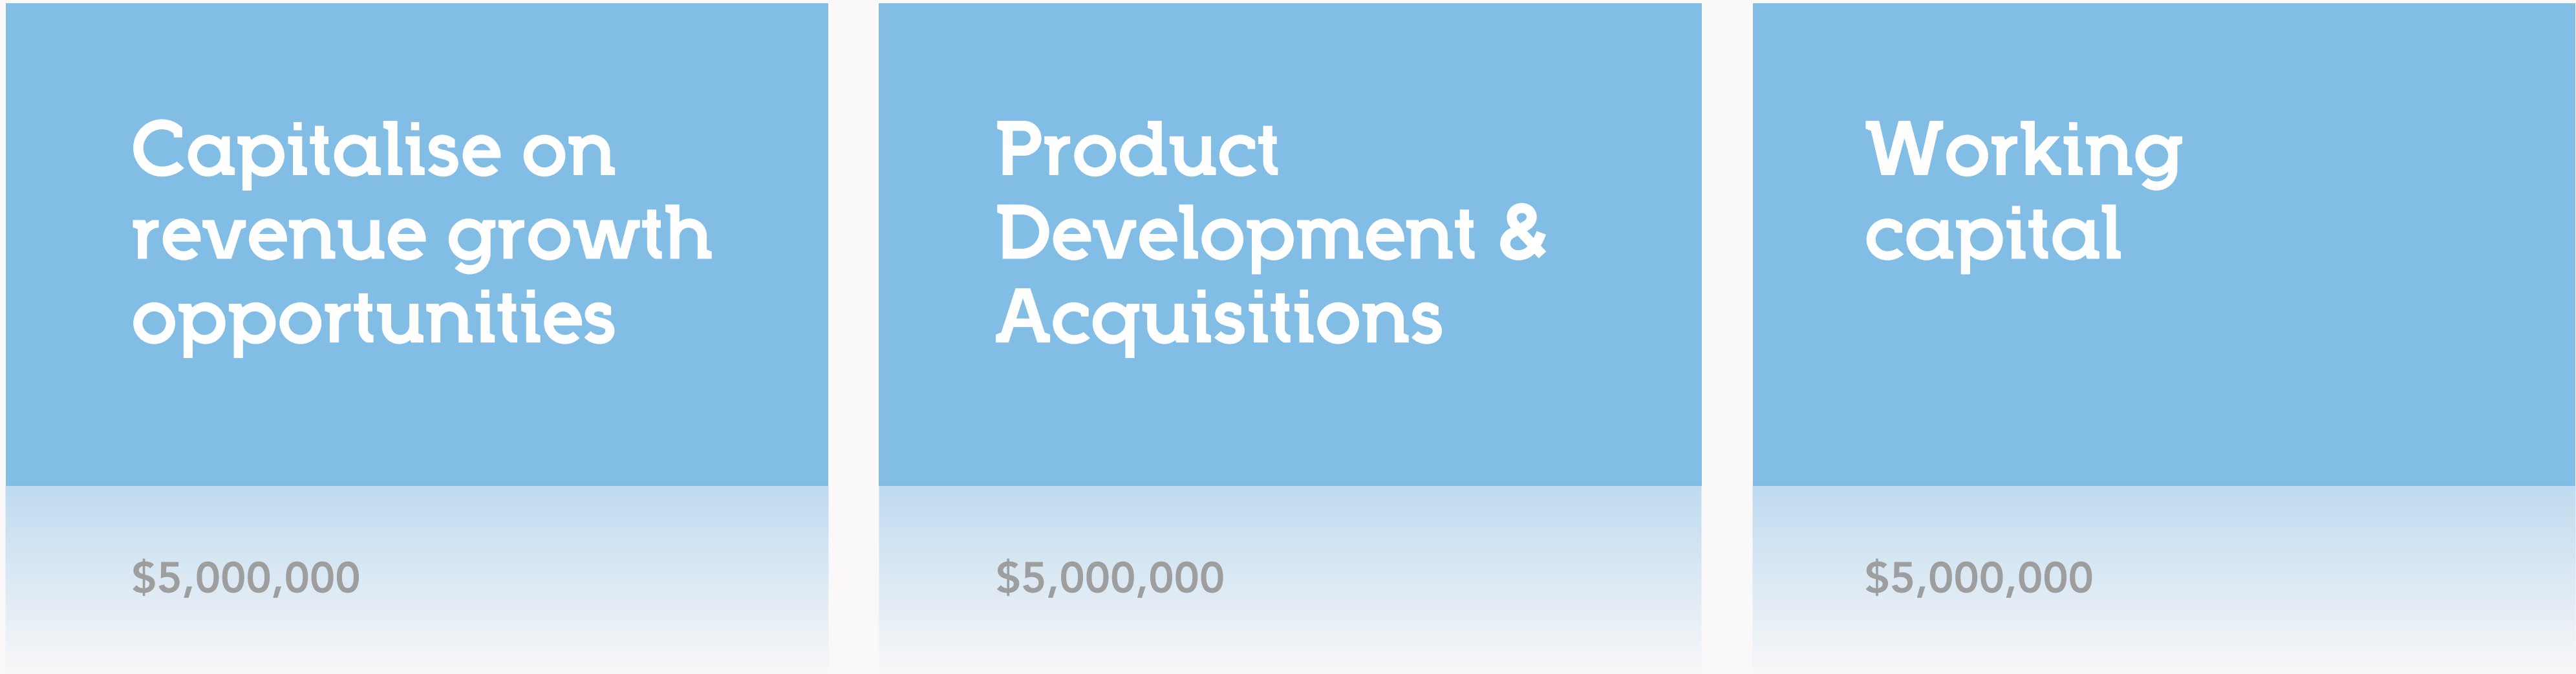 Capitalise on
revenue growth
opportunities
$5,000,000
Product
Development &
Acquisitions
$5,000,000
Working
capital
$5,000,000